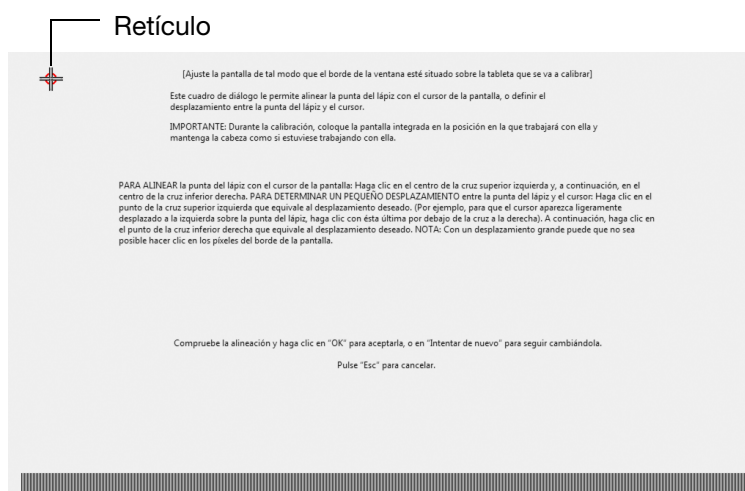 Retículo
[Ajuste la pantalla de tal modo que el borde de la ventana esté situado sobre la tableta que se va a calibrar]
Este cuadro de diálogo le permite alinear la punta del lápiz con el cursor de la pantalla, o definir el
desplazamiento entre la punta del lápiz y el cursor.
IMPORTANTE: Durante la calibración, coloque la pantalla integrada en la posición en la que trabajará con ella y
mantenga la cabeza como si estuviese trabajando con ella.
PARA ALINEAR la punta del lápiz con el cursor de la pantalla: Haga clic en el centro de la cruz superior izquierda y, a continuación, en el
centro de la cruz inferior derecha. PARA DETERMINAR UN PEQUEÑO DESPLAZAMIENTO entre la punta del lápiz y el cursor: Haga clic en el
punto de la cruz superior izquierda que equivale al desplazamiento deseado. (Por ejemplo, para que el cursor aparezca ligeramente
desplazado a la izquierda sobre la punta del lápiz, haga clic con ésta última por debajo de la cruz a la derecha). A continuación, haga clic en
el punto de la cruz inferior derecha que equivale al desplazamiento deseado. NOTA: Con un desplazamiento grande puede que no sea
posible hacer clic en los píxeles del borde de la pantalla.
Compruebe la alineación y haga clic en "OK" para aceptarla, o en "Intentar de nuevo" para seguir cambiándola.
Pulse "Esc" para cancelar.